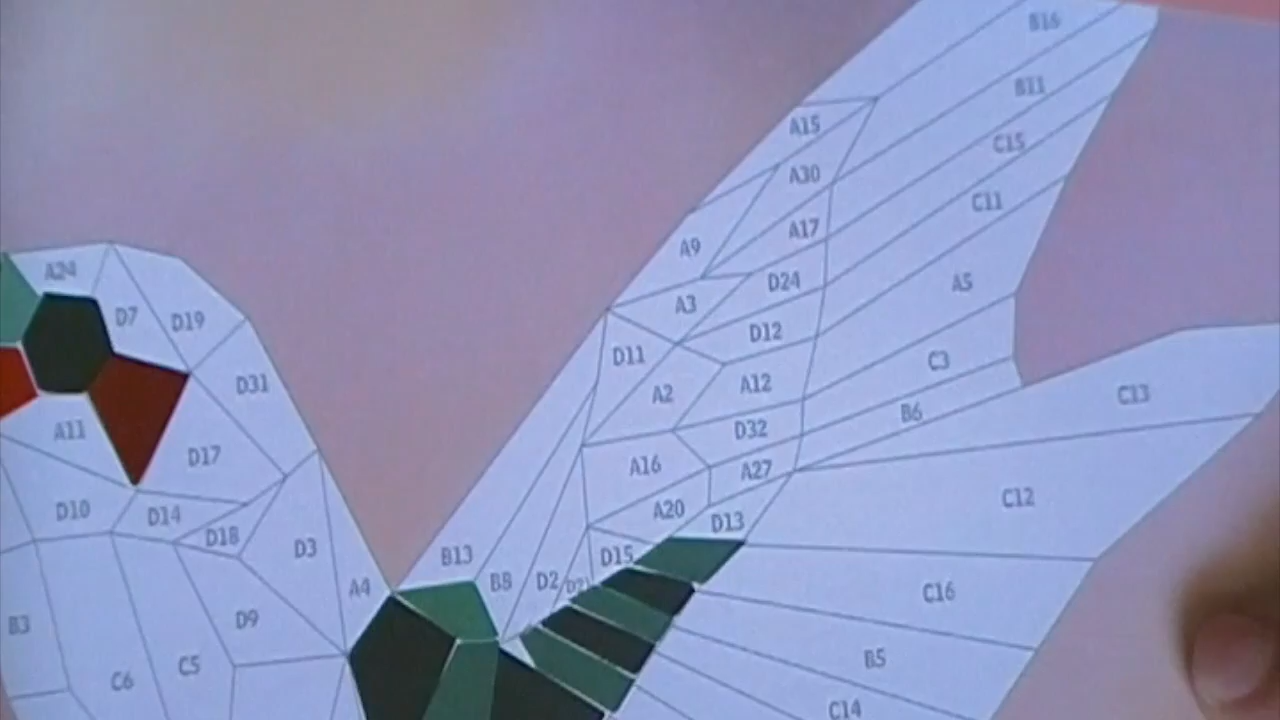 B16
B11
A15
C15
A30
C11
A17
A9
A24
D24
A5
A3
D7
D19
D12
D11
C3
D31
A12
A2
C13
B6
A11
D32
D17
A16
A27
C12
D10
A20
D14
D13
D18
D3
B13
D15
A4
B8
D2
C16
B3
D9
B5
C5
C6
C14